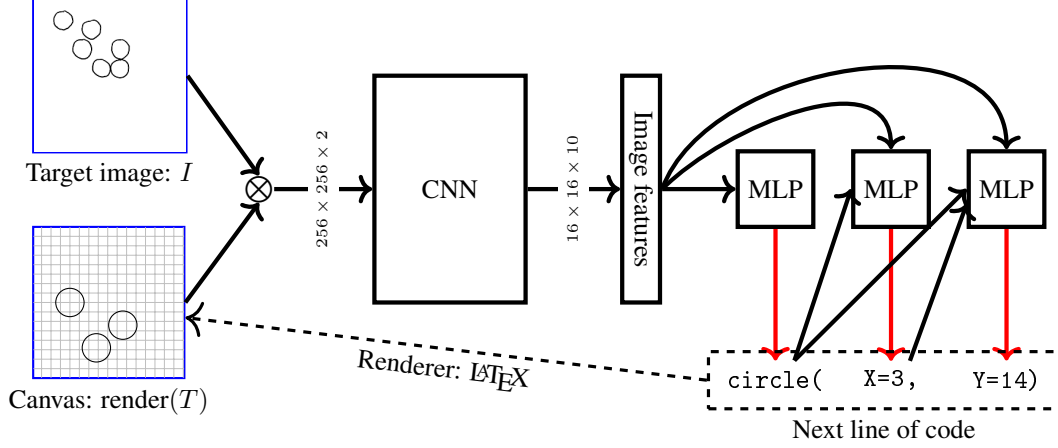 Target image: I
Canvas: render(T)
⊗
256 × 256 × 2
CNN
16 × 16 × 10
Image features
MLP
MLP
MLP
Renderer: LATEX
circle( X=3, Y=14)
Next line of code